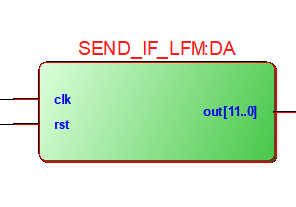 SEND_IF_LFM:DA
clk
out[11..0]
rst